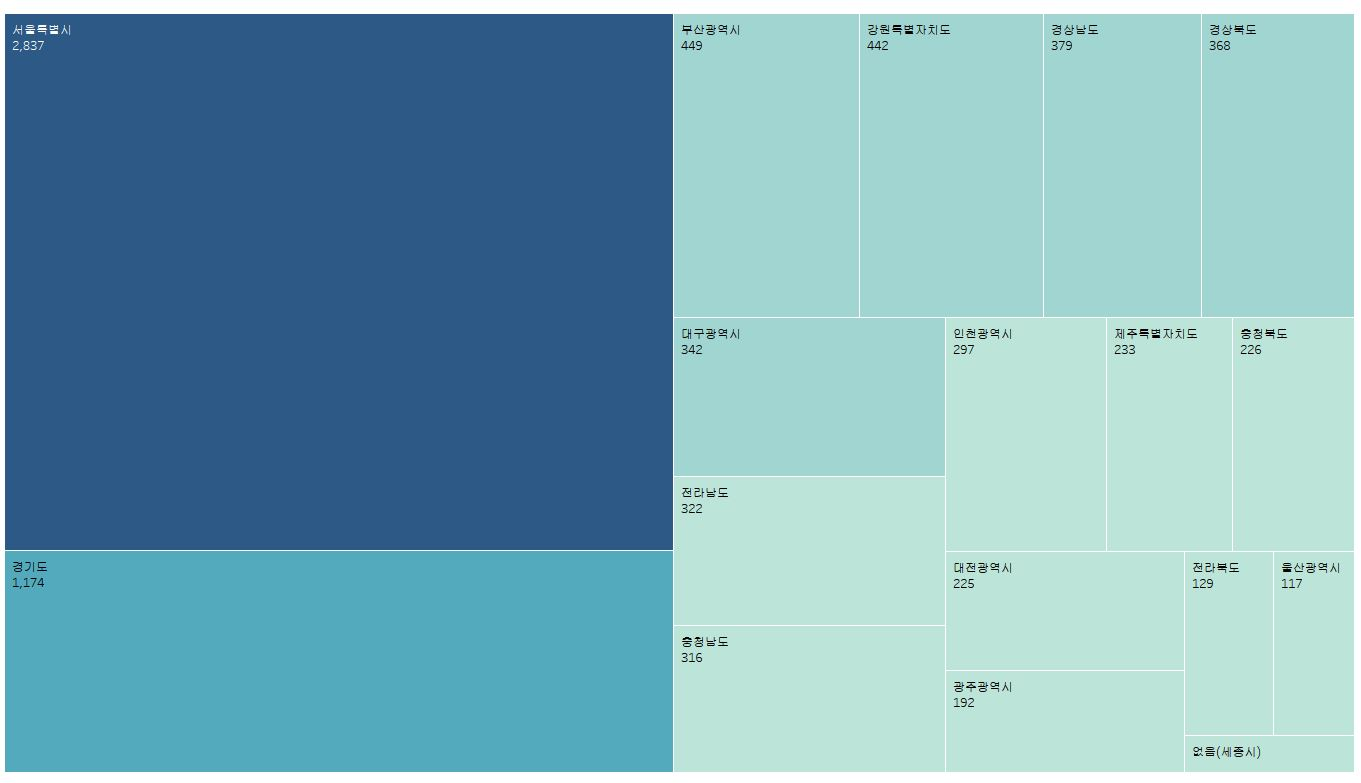 서울특별시
2,837
경기도
1,174
부산광역시
449
강원특별자치도
442
경상남도
379
경상북도
368
대구광역시
342
전라남도
322
충청남도
316
인천광역시
297
제주특별자치도
233
충청북도
226
대전광역시
225
광주광역시
192
전라북도
129
울산광역시
117
없음(세종시)